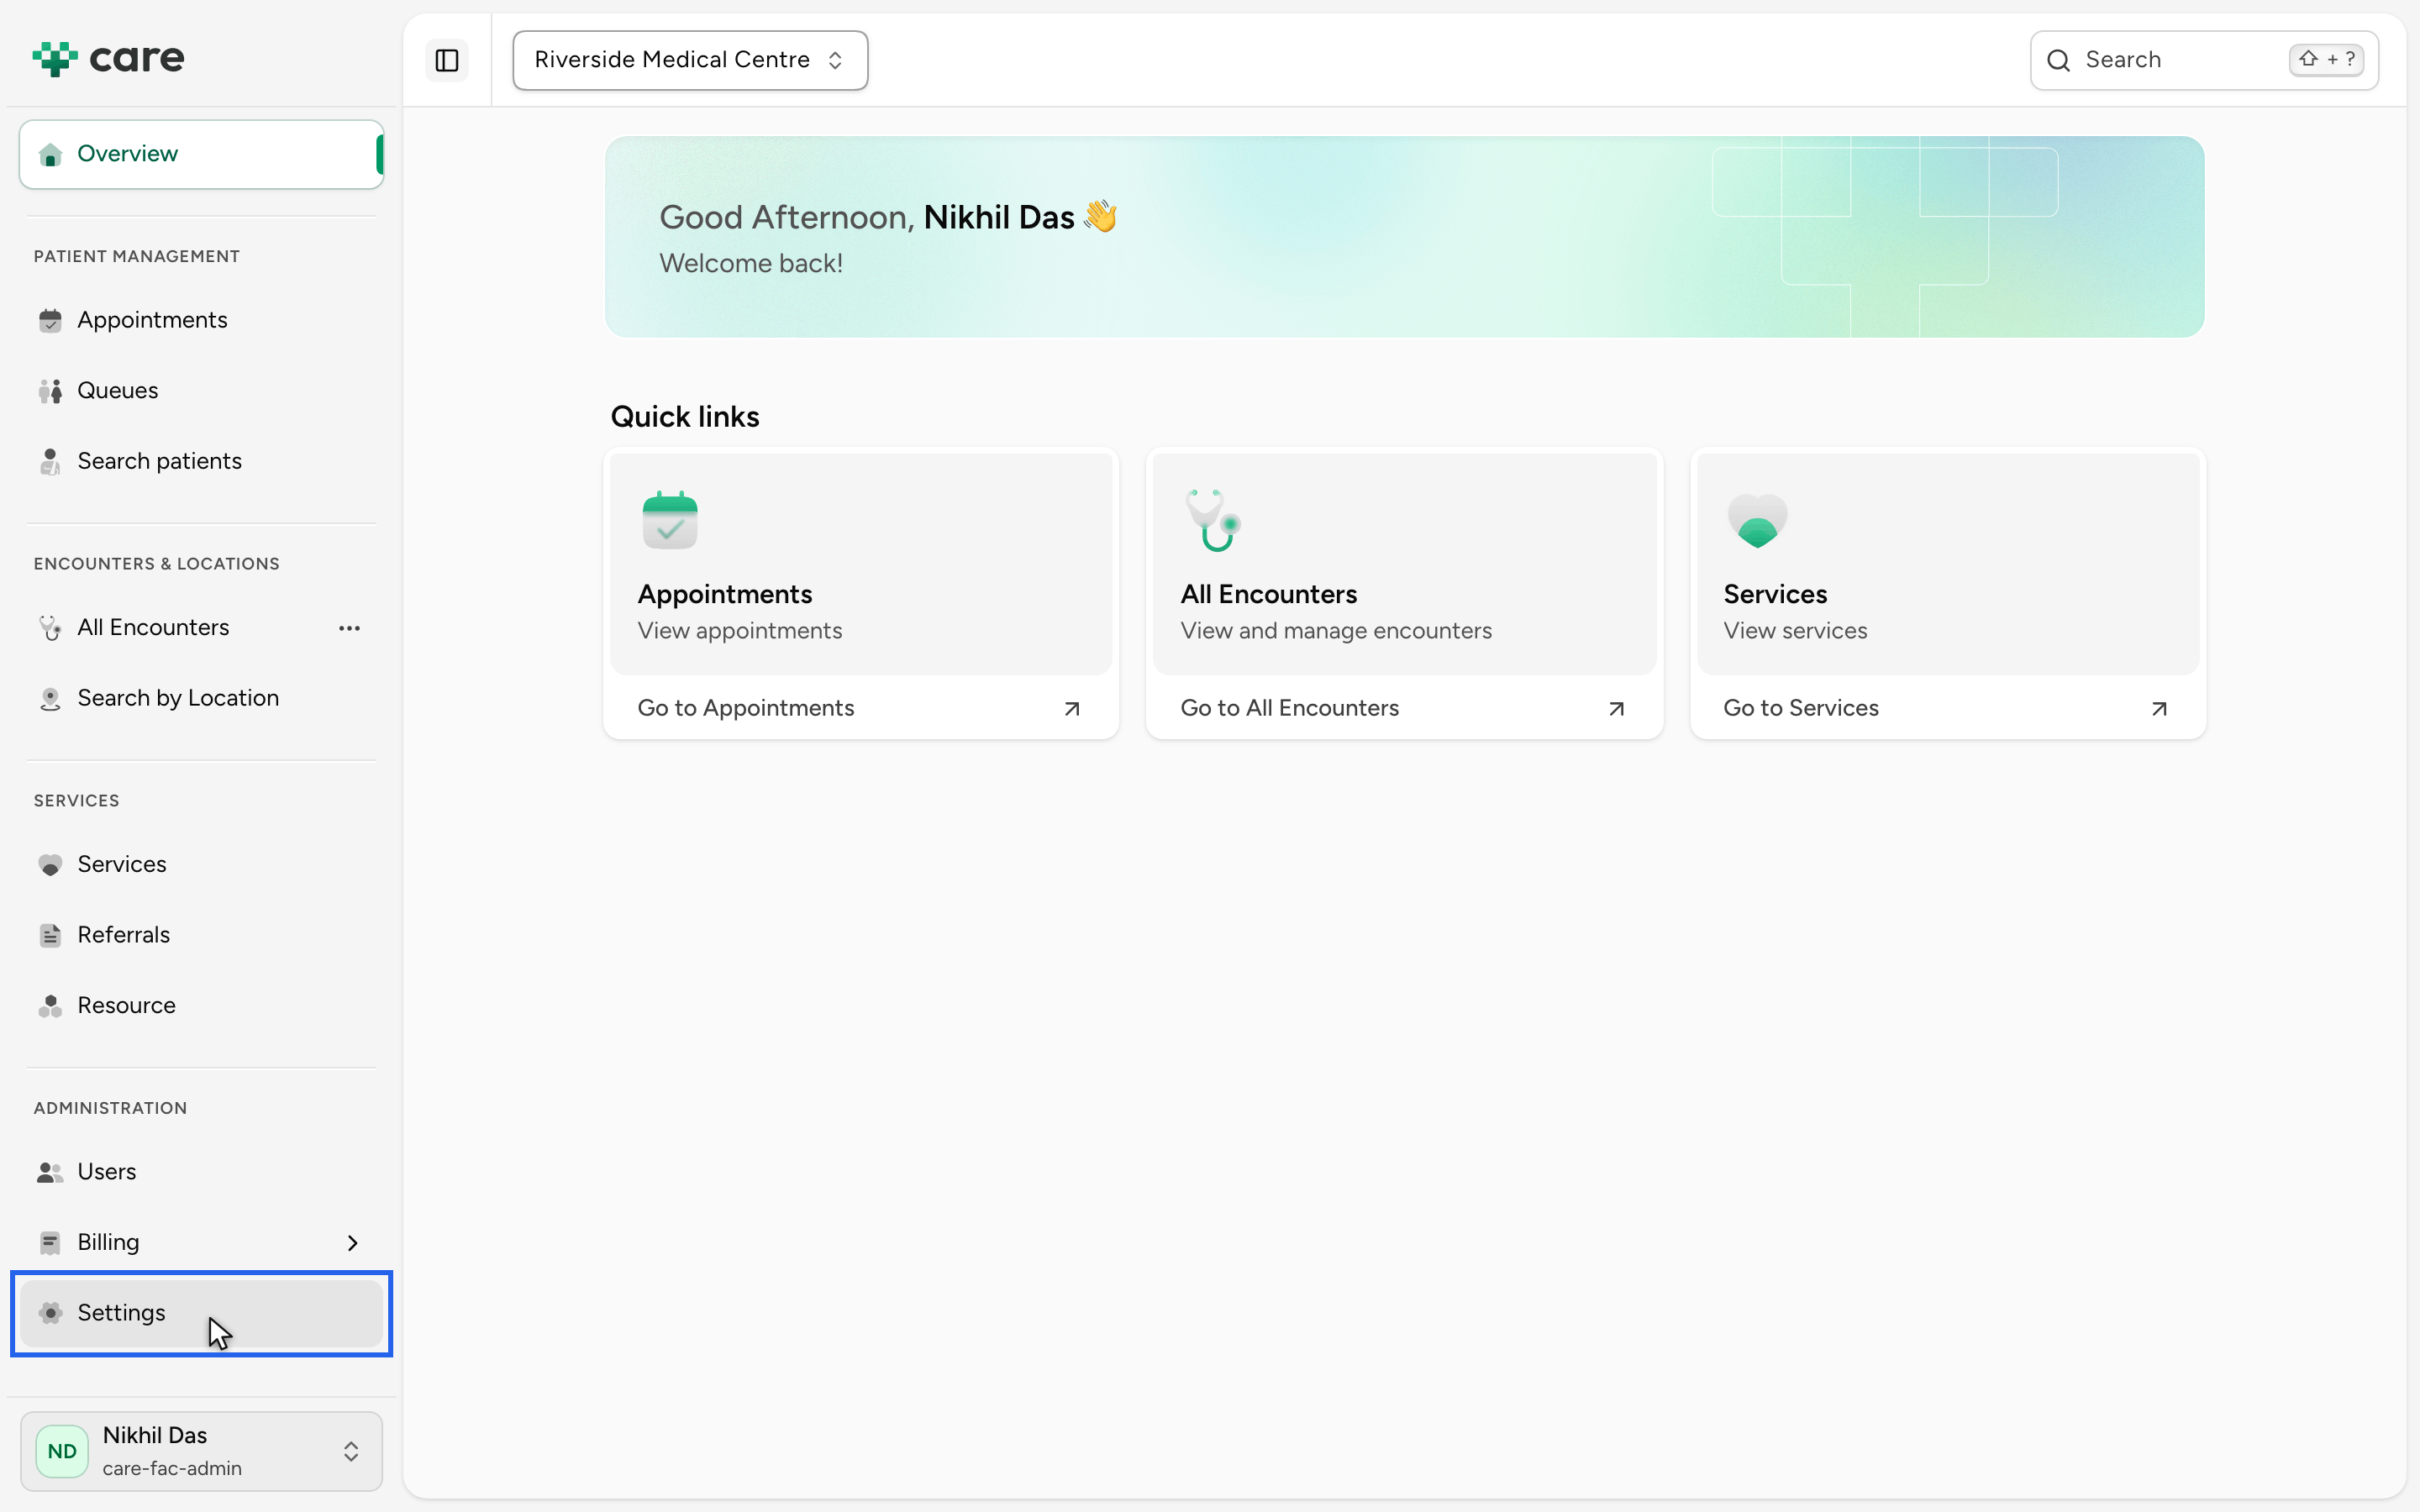 care
Riverside Medical Centre
Search
⇧ + ?
Overview
Good Afternoon, Nikhil Das 👋
Welcome back!
PATIENT MANAGEMENT
Appointments
Queues
Search patients
ENCOUNTERS & LOCATIONS
All Encounters
Search by Location
SERVICES
Services
Referrals
Resource
ADMINISTRATION
Users
Billing
Settings
ND
Nikhil Das
care-fac-admin
Quick links
Appointments
View appointments
Go to Appointments
All Encounters
View and manage encounters
Go to All Encounters
Services
View services
Go to Services